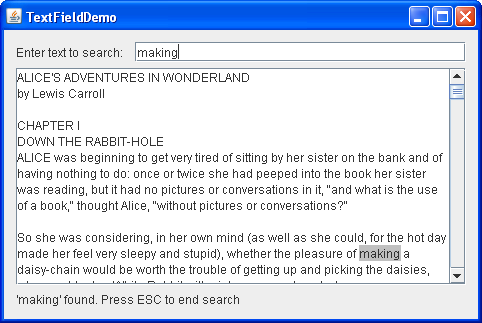 TextFieldDemo
Enter text to search: making
ALICE'S ADVENTURES IN WONDERLAND
by Lewis Carroll
CHAPTER I
DOWN THE RABBIT-HOLE
ALICE was beginning to get very tired of sitting by her sister on the bank and of
having nothing to do: once or twice she had peeped into the book her sister
was reading, but it had no pictures or conversations in it, "and what is the use
of a book," thought Alice, "without pictures or conversations?"
So she was considering, in her own mind (as well as she could, for the hot day
made her feel very sleepy and stupid), whether the pleasure of making a
daisy-chain would be worth the trouble of getting up and picking the daisies,
'making' found. Press ESC to end search